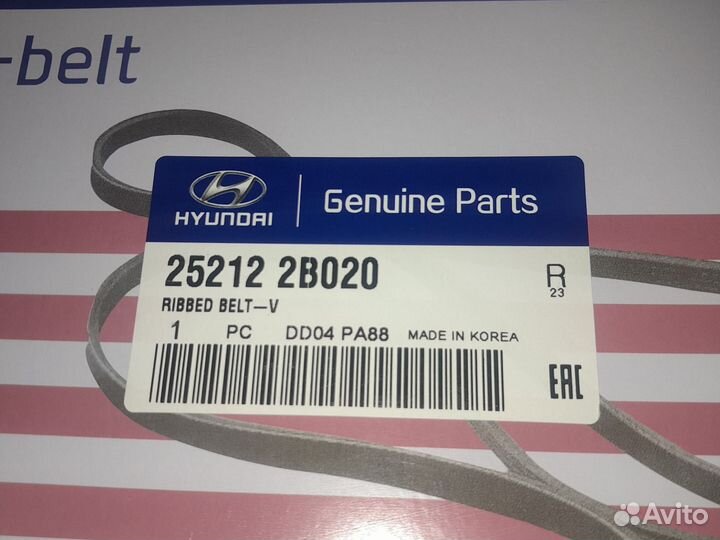 -belt
HYUNDAI
Genuine Parts
25212 2B020
R
23
RIBBED BELT-V
1 PC DD04 PA88 MADE IN KOREA
EAC
Avito